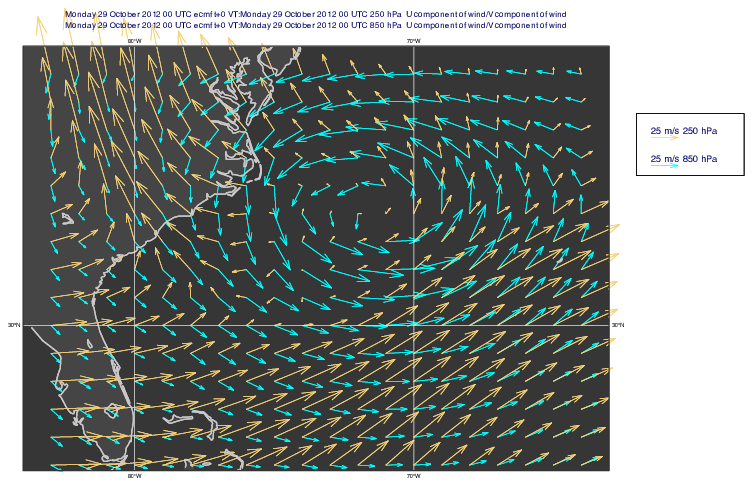 Monday 29 October 2012 00 UTC ecmf t+0 VT:Monday 29 October 2012 00 UTC 250 hPa U component of wind/V component of wind
Monday 29 October 2012 00 UTC ecmf t+0 VT:Monday 29 October 2012 00 UTC 850 hPa U component of wind/V component of wind
80°W 70°W
25 m/s 250 hPa
25 m/s 850 hPa
30°N 30°N
80°W 70°W